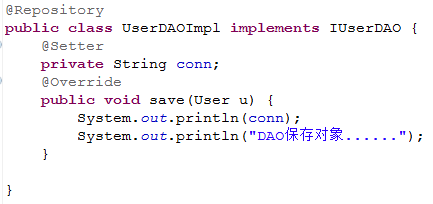 @Repository
public class UserDAOImpl implements IUserDAO {
    @Setter
    private String conn;
    @Override
    public void save(User u) {
        System.out.println(conn);
        System.out.println("DAO保存对象......");
    }

}